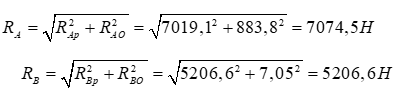 R_A = √(R_{Ap}^2 + R_{AO}^2) = √(7019,1^2 + 883,8^2) = 7074,5H
R_B = √(R_{Bp}^2 + R_{BO}^2) = √(5206,6^2 + 7,05^2) = 5206,6H